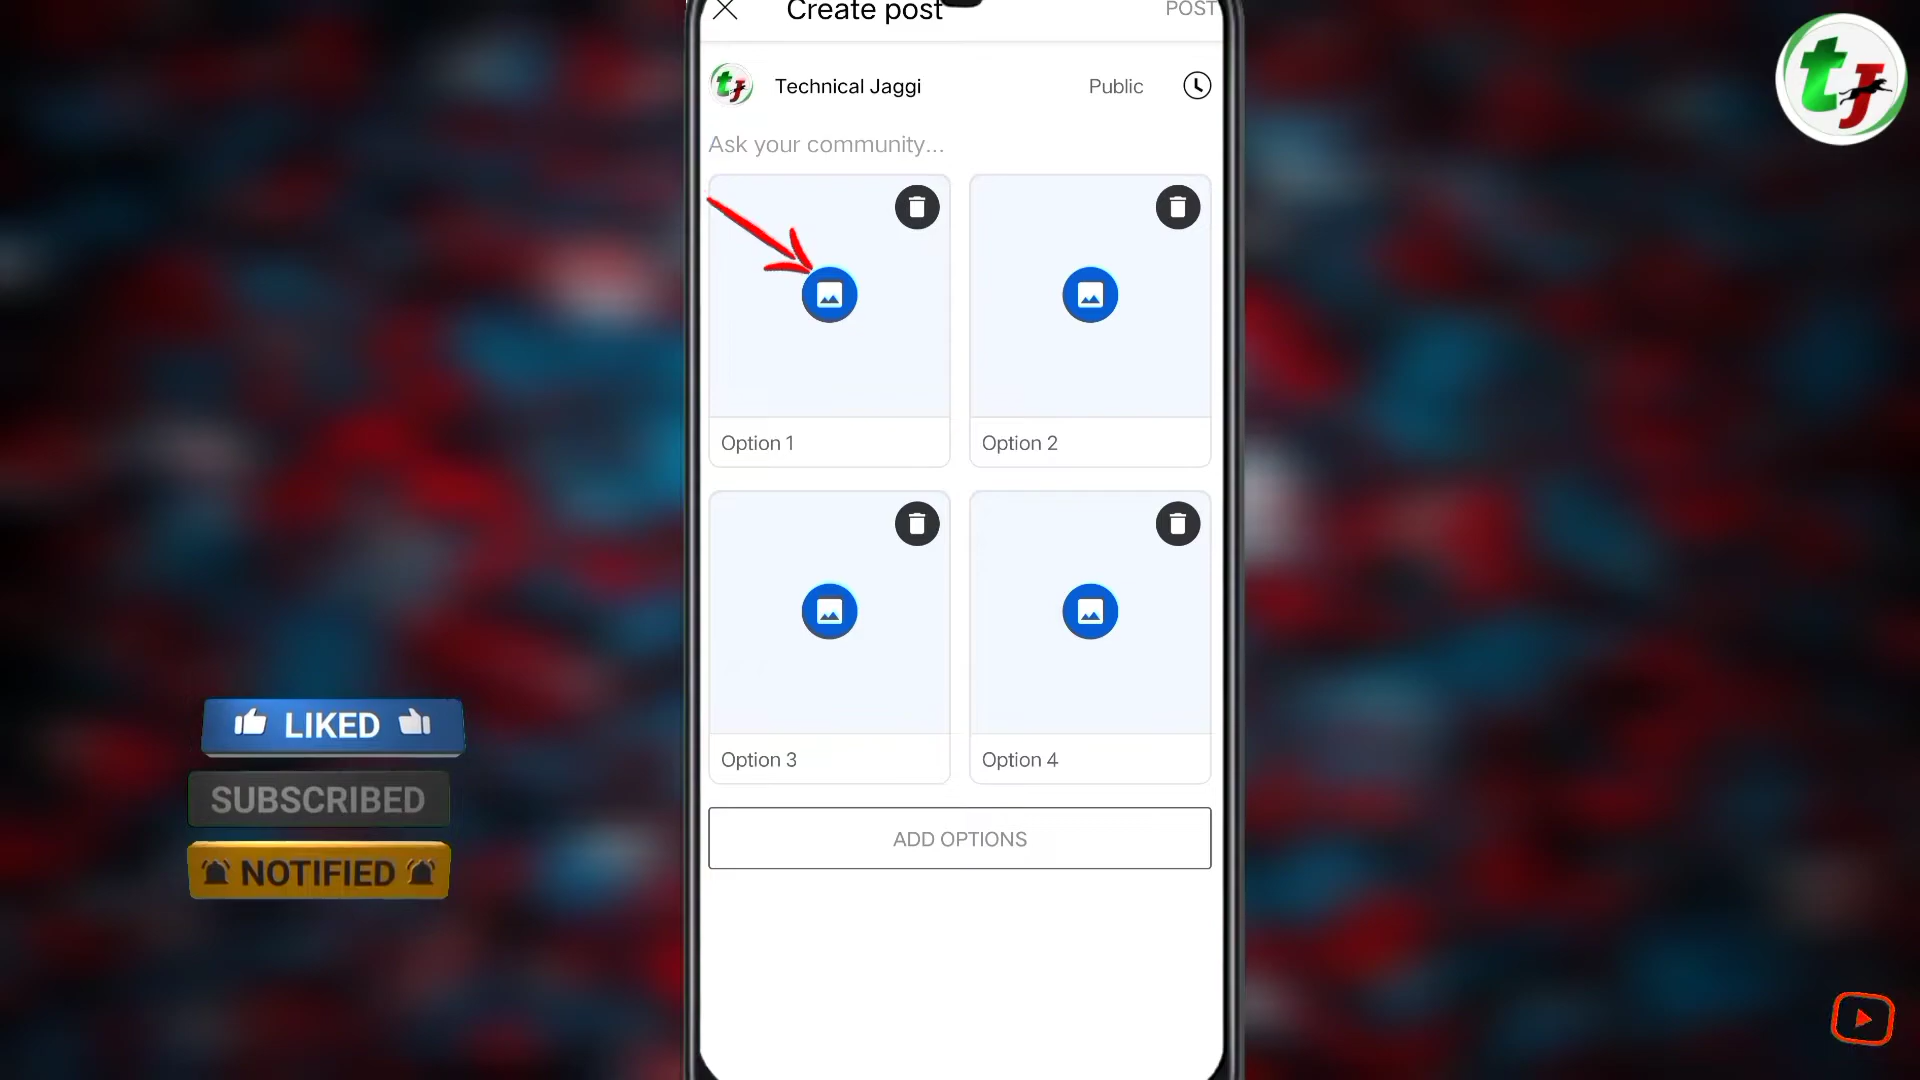 Create post
POST
Technical Jaggi
Public
Ask your community...
Option 1
Option 2
Option 3
Option 4
ADD OPTIONS
LIKED
SUBSCRIBED
NOTIFIED
tJ